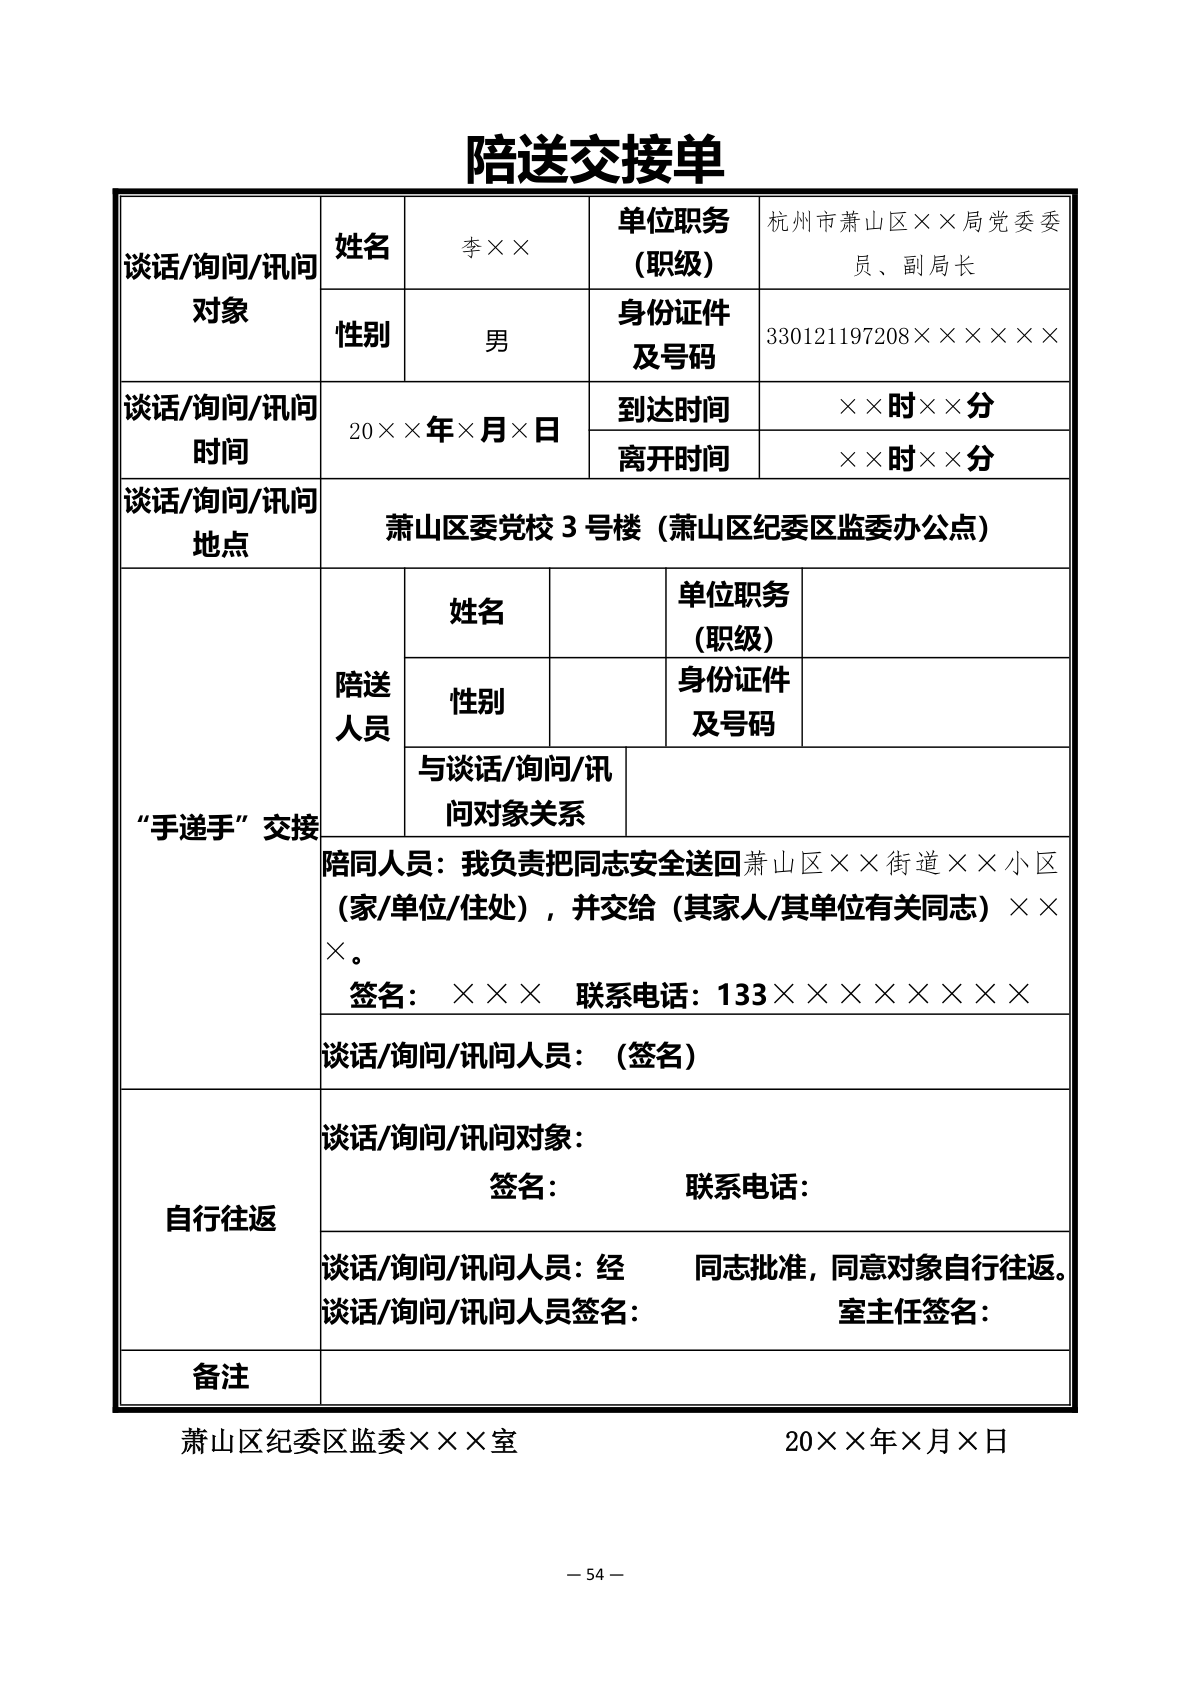 陪送交接单
谈话/询问/讯问
对象
姓名
李××
单位职务
（职级）
杭州市萧山区××局党委委
员、副局长
性别
男
身份证件
及号码
330121197208××××××
谈话/询问/讯问
时间
20××年×月×日
到达时间
××时××分
离开时间
××时××分
谈话/询问/讯问
地点
萧山区委党校 3 号楼（萧山区纪委区监委办公点）
“手递手”交接
陪送
人员
姓名
单位职务
（职级）
性别
身份证件
及号码
与谈话/询问/讯
问对象关系
陪同人员：我负责把同志安全送回萧山区××街道××小区
（家/单位/住处），并交给（其家人/其单位有关同志）××
×。
签名： ××× 联系电话：133××××××××
谈话/询问/讯问人员：（签名）
自行往返
谈话/询问/讯问对象：
签名： 联系电话：
谈话/询问/讯问人员：经 同志批准，同意对象自行往返。
谈话/询问/讯问人员签名： 室主任签名：
备注
萧山区纪委区监委×××室 20××年×月×日
— 54 —